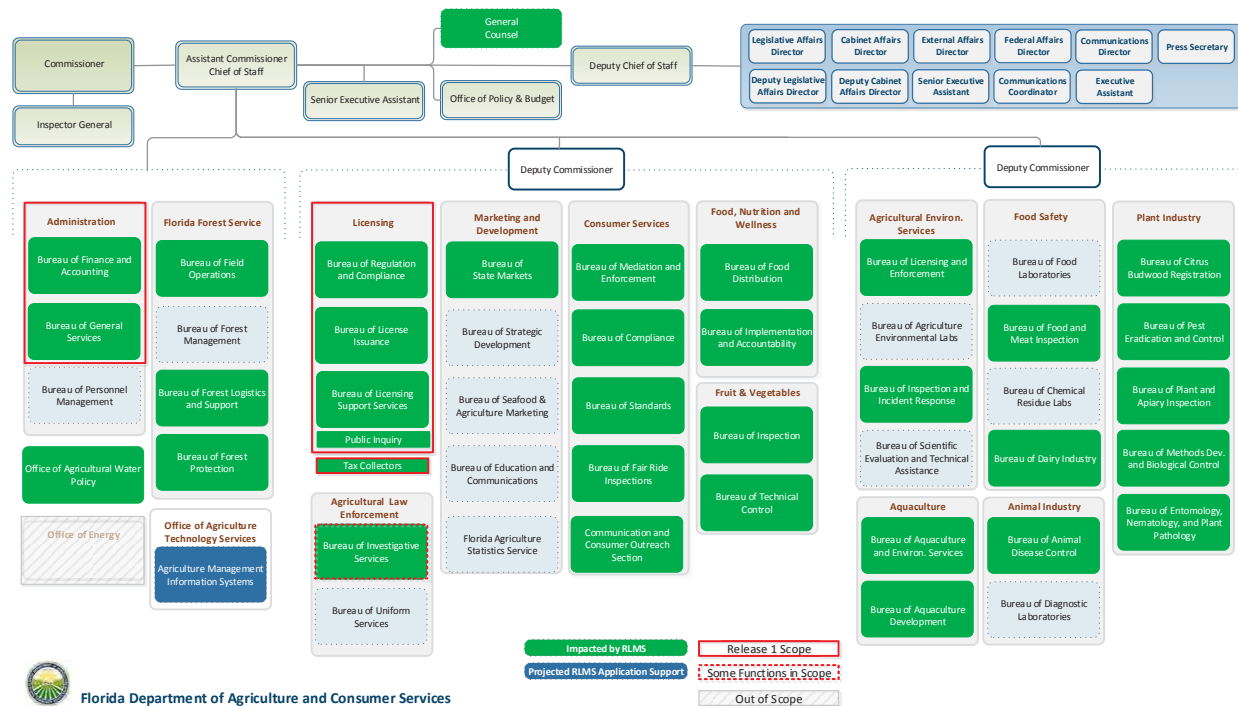 General
Counsel
Commissioner
Assistant Commissioner
Chief of Staff
Deputy Chief of Staff
Senior Executive Assistant
Office of Policy & Budget
Inspector General
Legislative Affairs
Director
Cabinet Affairs
Director
External Affairs
Director
Federal Affairs
Director
Communications
Director
Press Secretary
Deputy Legislative
Affairs Director
Deputy Cabinet
Affairs Director
Senior Executive
Assistant
Communications
Coordinator
Executive
Assistant
Deputy Commissioner
Deputy Commissioner
Administration
Bureau of Finance and
Accounting
Bureau of General
Services
Bureau of Personnel
Management
Office of Agricultural Water
Policy
Office of Energy
Florida Forest Service
Bureau of Field
Operations
Bureau of Forest
Management
Bureau of Forest Logistics
and Support
Bureau of Forest
Protection
Office of Agriculture
Technology Services
Agriculture Management
Information Systems
Licensing
Bureau of Regulation
and Compliance
Bureau of License
Issuance
Bureau of Licensing
Support Services
Public Inquiry
Tax Collectors
Agricultural Law
Enforcement
Bureau of Investigative
Services
Bureau of Uniform
Services
Marketing and
Development
Bureau of
State Markets
Bureau of Strategic
Development
Bureau of Seafood &
Agriculture Marketing
Bureau of Education and
Communications
Florida Agriculture
Statistics Service
Consumer Services
Bureau of Mediation and
Enforcement
Bureau of Compliance
Bureau of Standards
Bureau of Fair Ride
Inspections
Communication and
Consumer Outreach
Section
Food, Nutrition and
Wellness
Bureau of Food
Distribution
Bureau of Implementation
and Accountability
Fruit & Vegetables
Bureau of Inspection
Bureau of Technical
Control
Agricultural Environ.
Services
Bureau of Licensing and
Enforcement
Bureau of Agriculture
Environmental Labs
Bureau of Inspection and
Incident Response
Bureau of Scientific
Evaluation and Technical
Assistance
Aquaculture
Bureau of Aquaculture
and Environ. Services
Bureau of Aquaculture
Development
Food Safety
Bureau of Food
Laboratories
Bureau of Food and
Meat Inspection
Bureau of Chemical
Residue Labs
Bureau of Dairy Industry
Animal Industry
Bureau of Animal
Disease Control
Bureau of Diagnostic
Laboratories
Plant Industry
Bureau of Citrus
Budwood Registration
Bureau of Pest
Eradication and Control
Bureau of Plant and
Apiary Inspection
Bureau of Methods Dev.
and Biological Control
Bureau of Entomology,
Nematology, and Plant
Pathology
Impacted by RLMS
Release 1 Scope
Projected RLMS Application Support
Some Functions in Scope
Out of Scope
Florida Department of Agriculture and Consumer Services